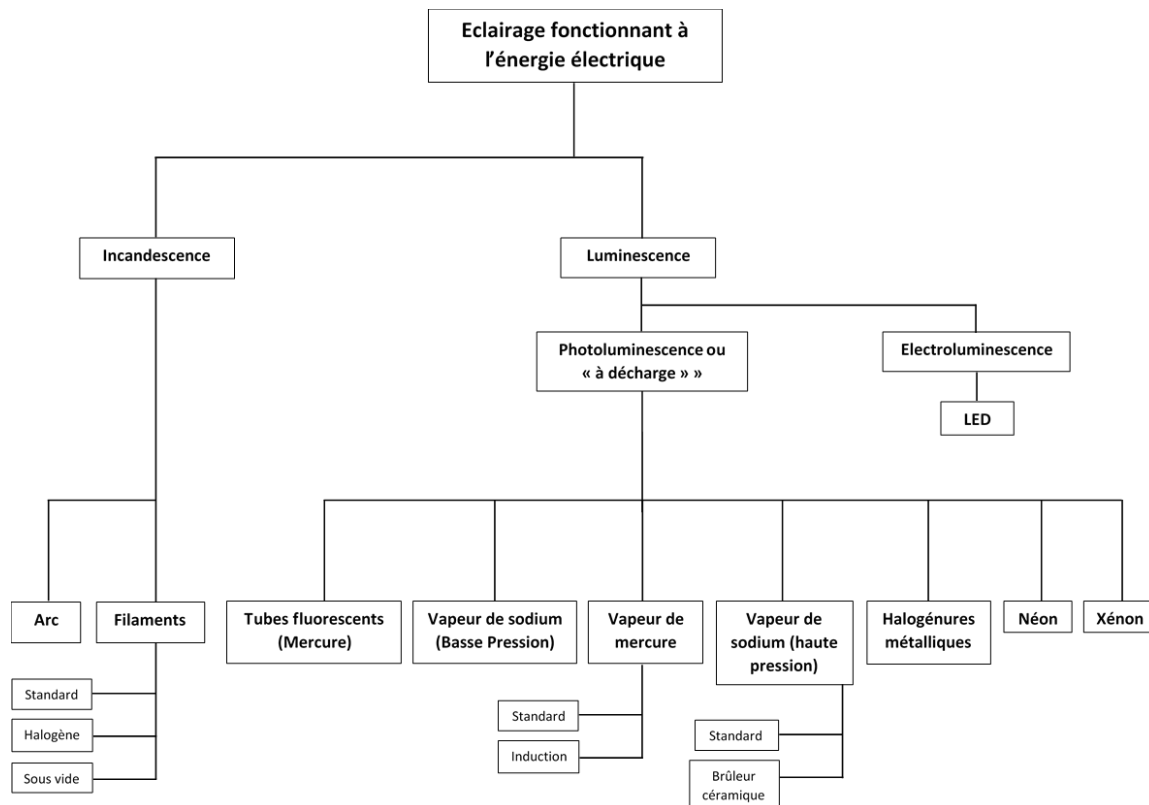 Eclairage fonctionnant à
l’énergie électrique
Incandescence
Luminescence
Photoluminescence ou
« à décharge » »
Electroluminescence
LED
Arc
Filaments
Tubes fluorescents
(Mercure)
Vapeur de sodium
(Basse Pression)
Vapeur de
mercure
Vapeur de
sodium (haute
pression)
Halogénures
métalliques
Néon
Xénon
Standard
Halogène
Sous vide
Standard
Induction
Standard
Brûleur
céramique